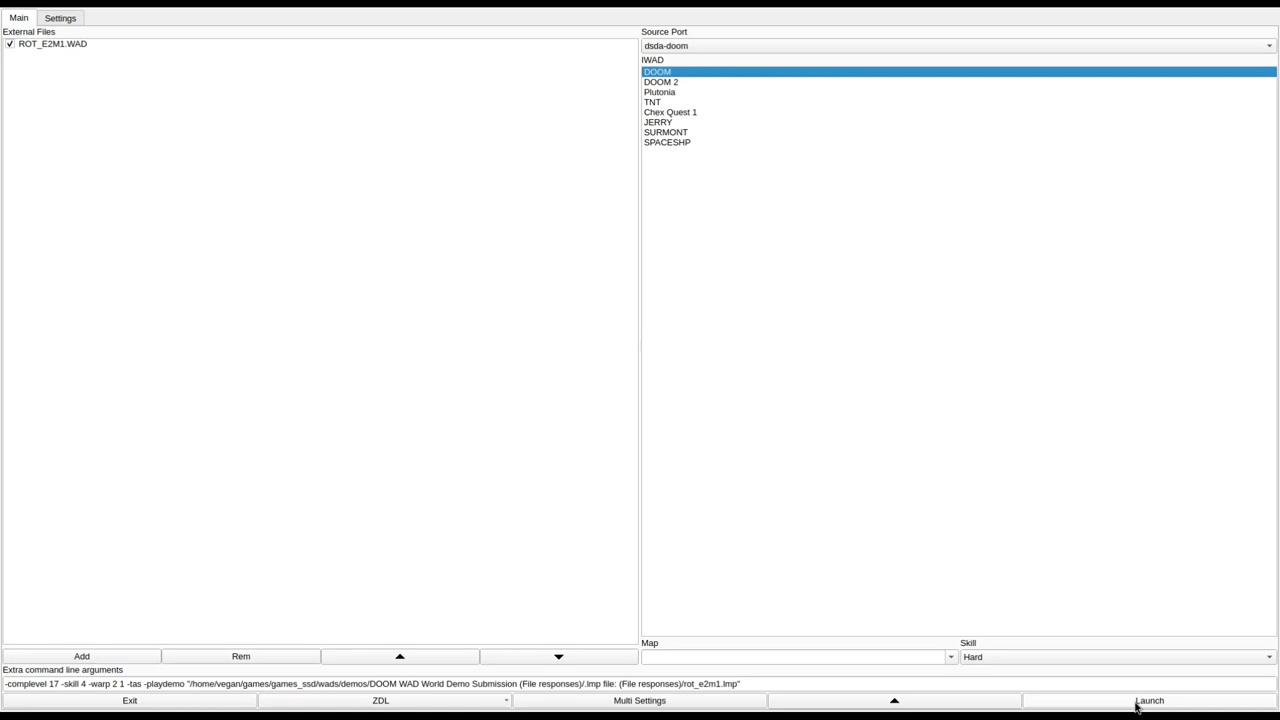 Main Settings
External Files
ROT_E2M1.WAD
Source Port
dsda-doom
IWAD
DOOM
DOOM 2
Plutonia
TNT
Chex Quest 1
JERRY
SURMONT
SPACESHP
Map Skill
Hard
Add Rem
Extra command line arguments
-complevel 17 -skill 4 -warp 2 1 -tas -playdemo "/home/vegan/games/games_ssd/wads/demos/DOOM WAD World Demo Submission (File responses)/.lmp file: (File responses)/rot_e2m1.lmp"
Exit ZDL Multi Settings Launch